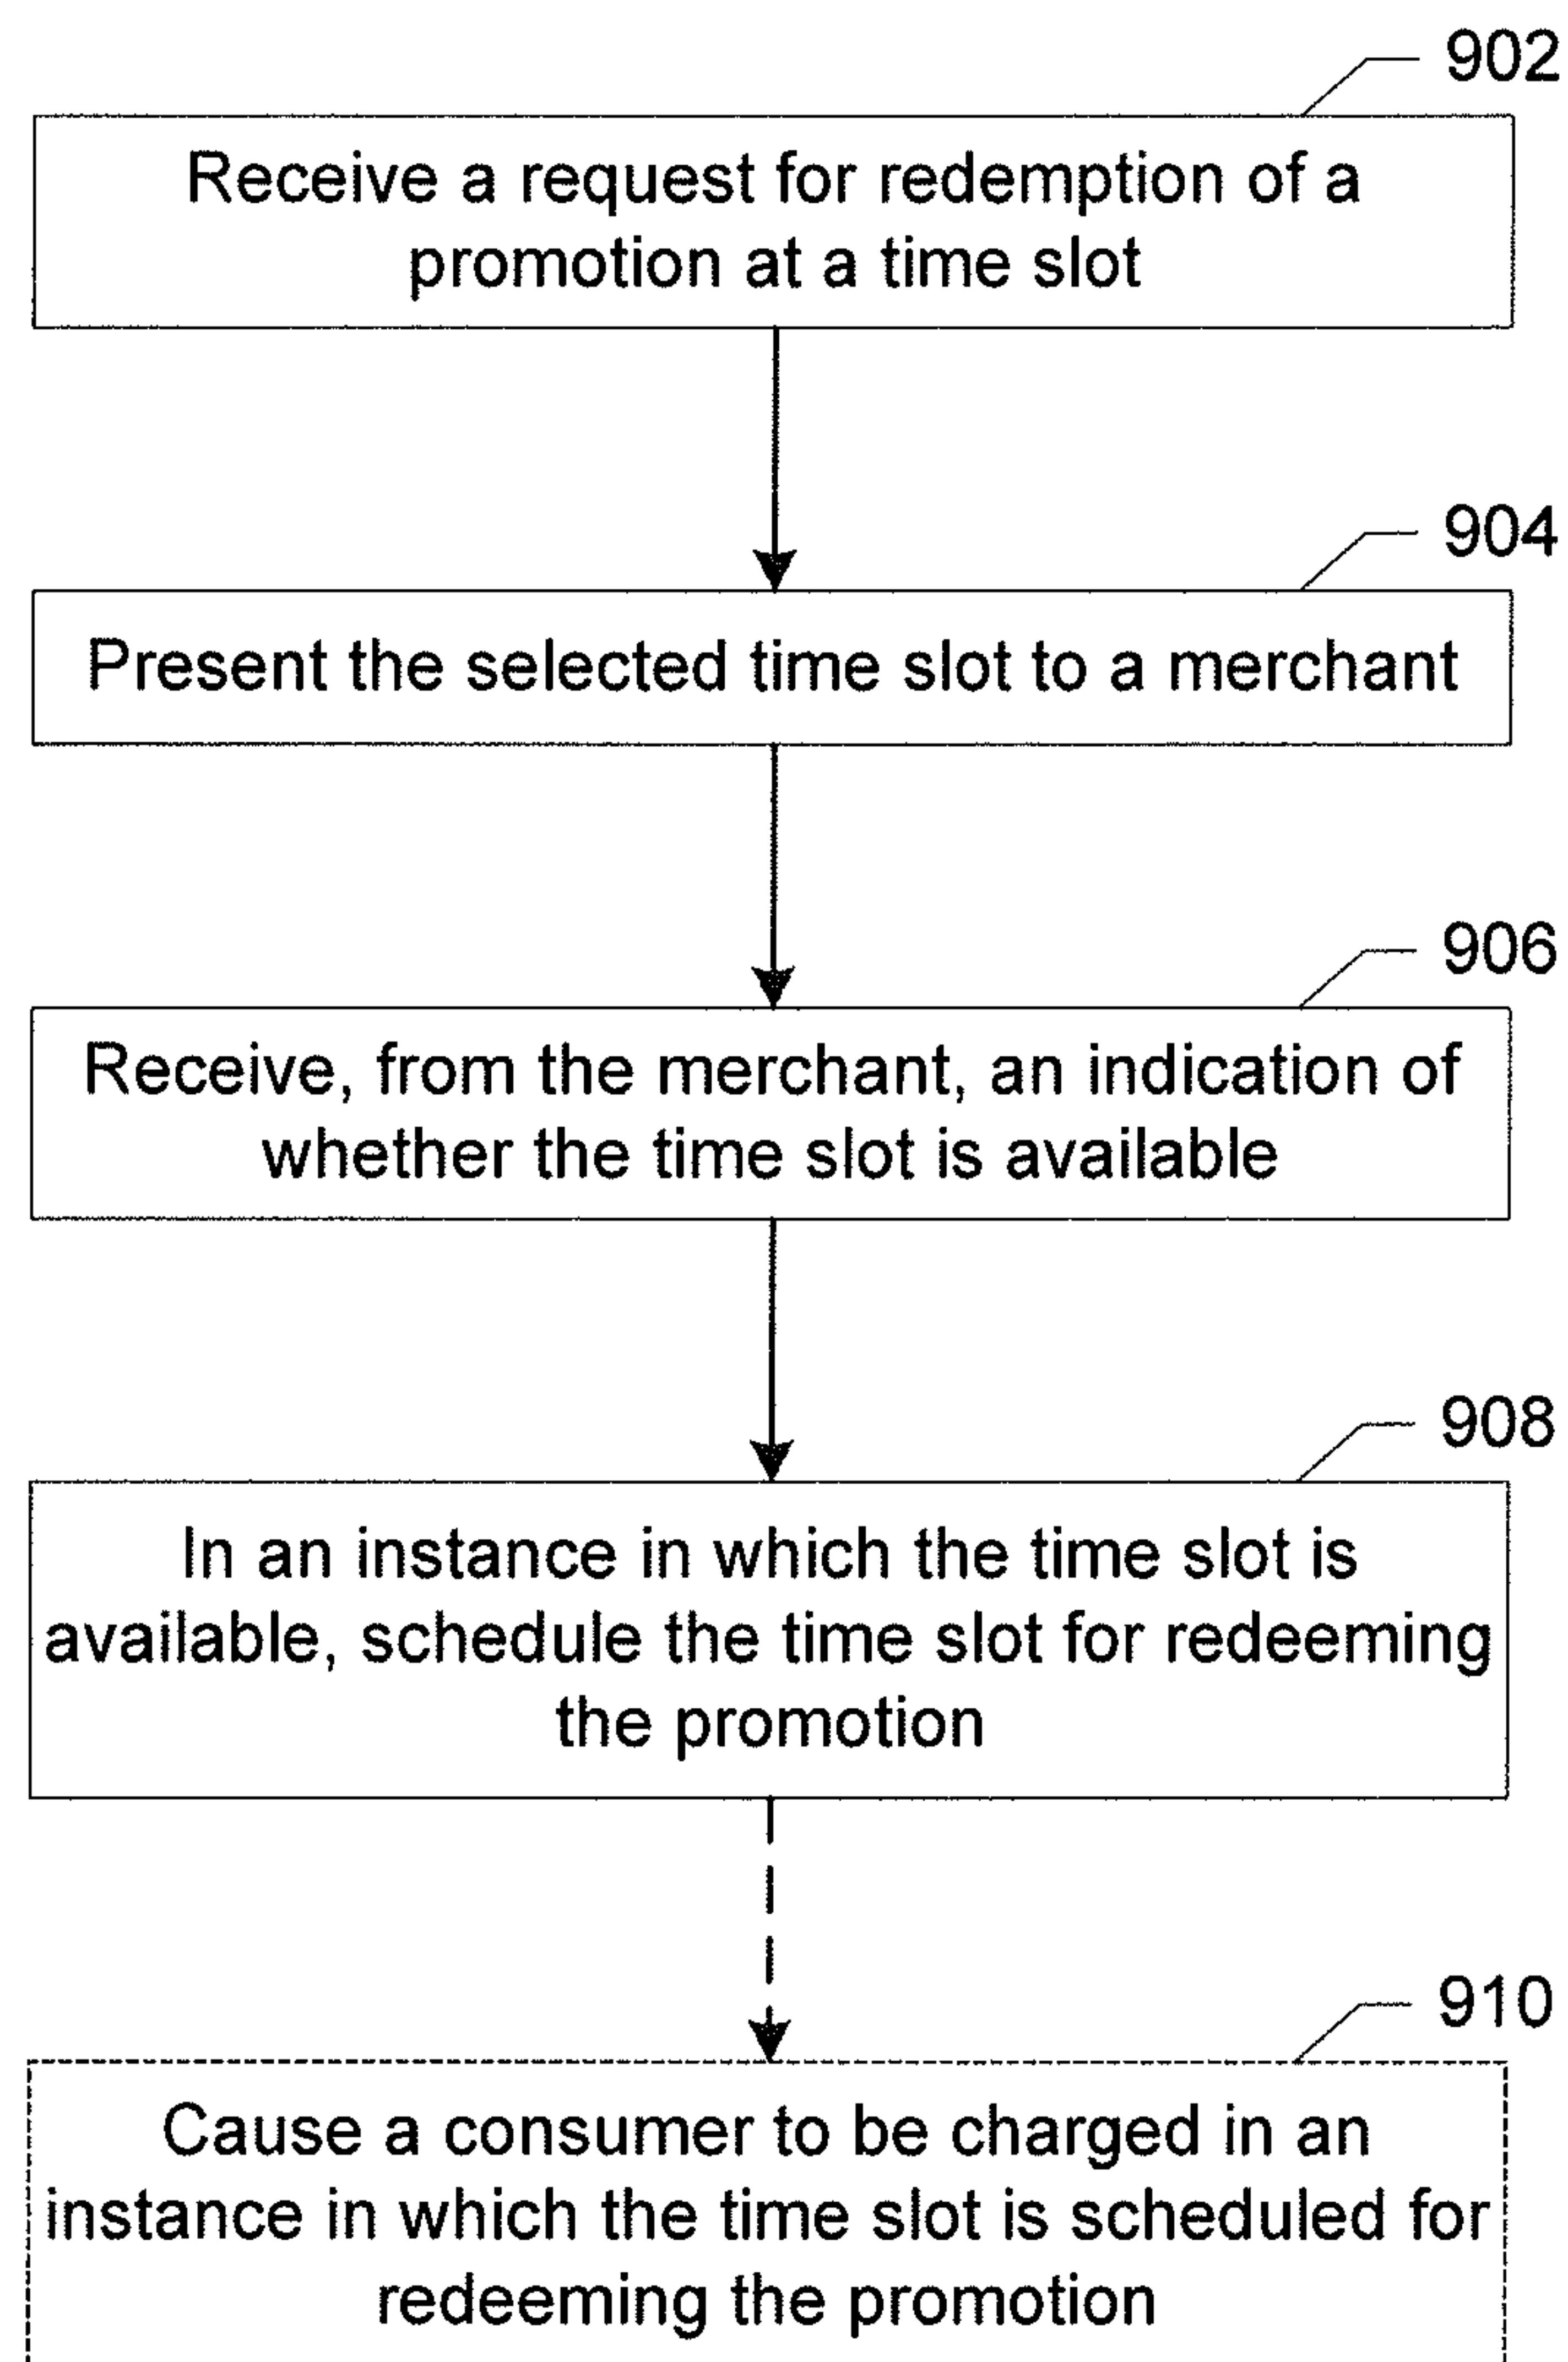 902
Receive a request for redemption of a
promotion at a time slot
904
Present the selected time slot to a merchant
906
Receive, from the merchant, an indication of
whether the time slot is available
908
In an instance in which the time slot is
available, schedule the time slot for redeeming
the promotion
910
Cause a consumer to be charged in an
instance in which the time slot is scheduled for
redeeming the promotion